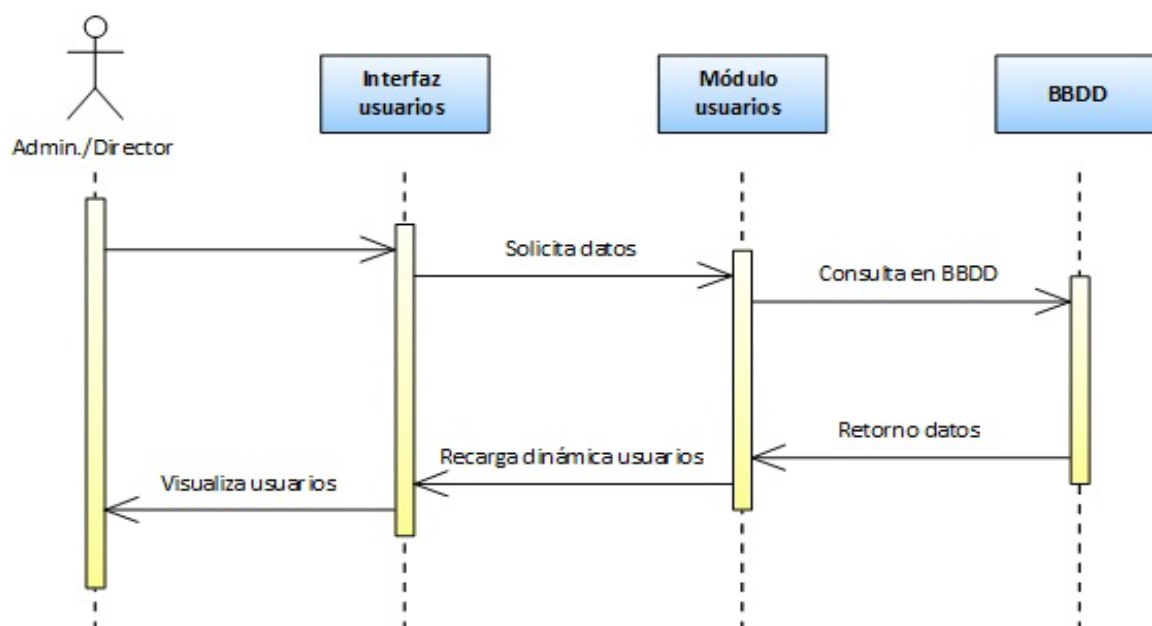 Interfaz
usuarios
Módulo
usuarios
BBDD
Admin./Director
Solicita datos
Consulta en BBDD
Retorno datos
Recarga dinámica usuarios
Visualiza usuarios